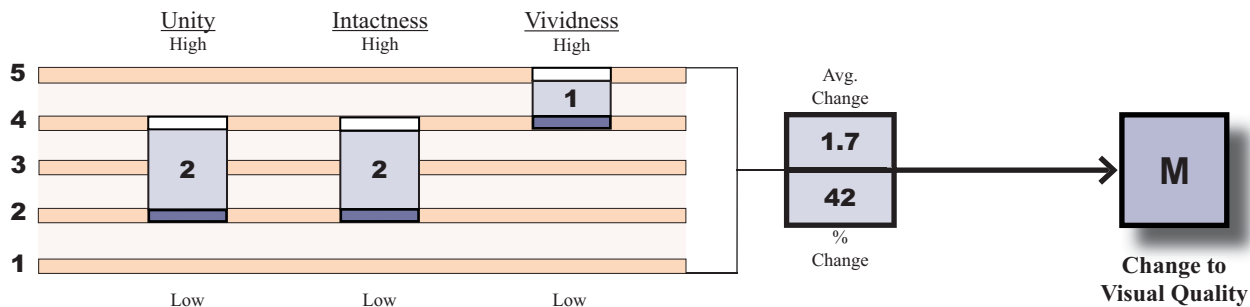 Unity Intactness Vividness
High High High
5
1
Avg.
Change
4
1.7
M
3
2 2
42
2
%
Change
1
Change to
Visual Quality
Low Low Low